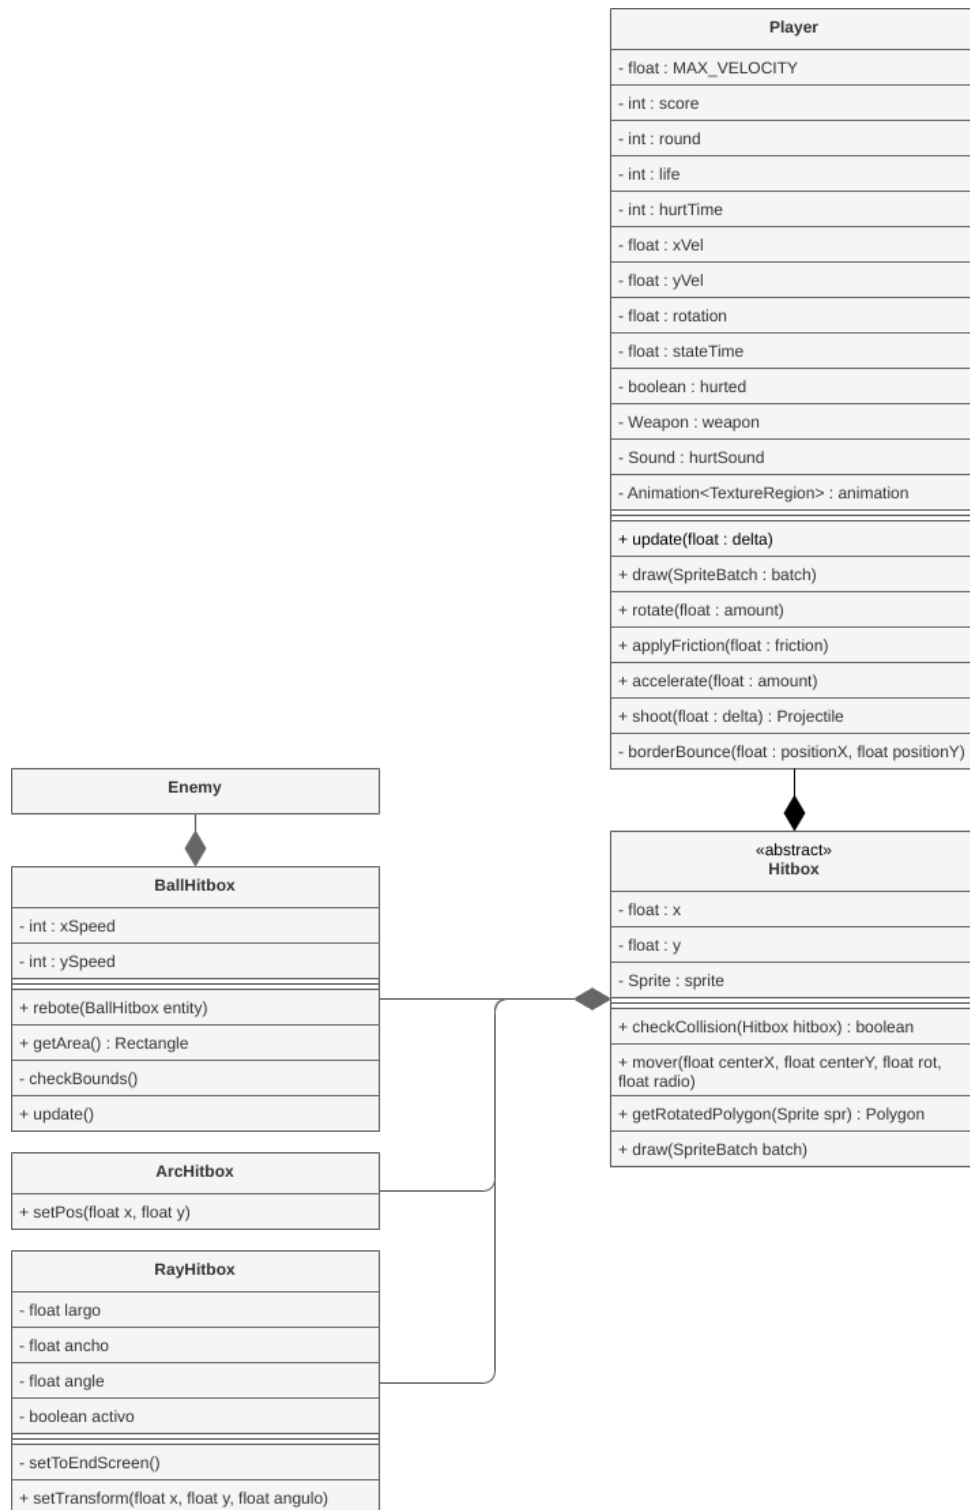 Player
- float : MAX_VELOCITY
- int : score
- int : round
- int : life
- int : hurtTime
- float : xVel
- float : yVel
- float : rotation
- float : stateTime
- boolean : hurted
- Weapon : weapon
- Sound : hurtSound
- Animation<TextureRegion> : animation
+ update(float : delta)
+ draw(SpriteBatch : batch)
+ rotate(float : amount)
+ applyFriction(float : friction)
+ accelerate(float : amount)
+ shoot(float : delta) : Projectile
- borderBounce(float : positionX, float positionY)
Enemy
BallHitbox
- int : xSpeed
- int : ySpeed
+ rebote(BallHitbox entity)
+ getArea() : Rectangle
- checkBounds()
+ update()
ArcHitbox
+ setPos(float x, float y)
RayHitbox
- float largo
- float ancho
- float angle
- boolean activo
- setToEndScreen()
+ setTransform(float x, float y, float angulo)
«abstract»
Hitbox
- float : x
- float : y
- Sprite : sprite
+ checkCollision(Hitbox hitbox) : boolean
+ mover(float centerX, float centerY, float rot,
float radio)
+ getRotatedPolygon(Sprite spr) : Polygon
+ draw(SpriteBatch batch)